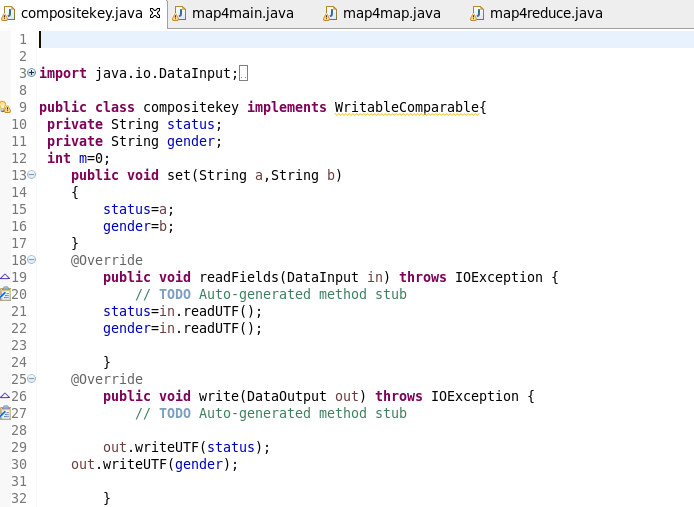 compositekey.java map4main.java map4map.java map4reduce.java
1
2
3 import java.io.DataInput;
8
9 public class compositekey implements WritableComparable{
10 private String status;
11 private String gender;
12 int m=0;
13 public void set(String a,String b)
14 {
15 status=a;
16 gender=b;
17 }
18 @Override
19 public void readFields(DataInput in) throws IOException {
20 // TODO Auto-generated method stub
21 status=in.readUTF();
22 gender=in.readUTF();
23
24 }
25 @Override
26 public void write(DataOutput out) throws IOException {
27 // TODO Auto-generated method stub
28
29 out.writeUTF(status);
30 out.writeUTF(gender);
31
32 }